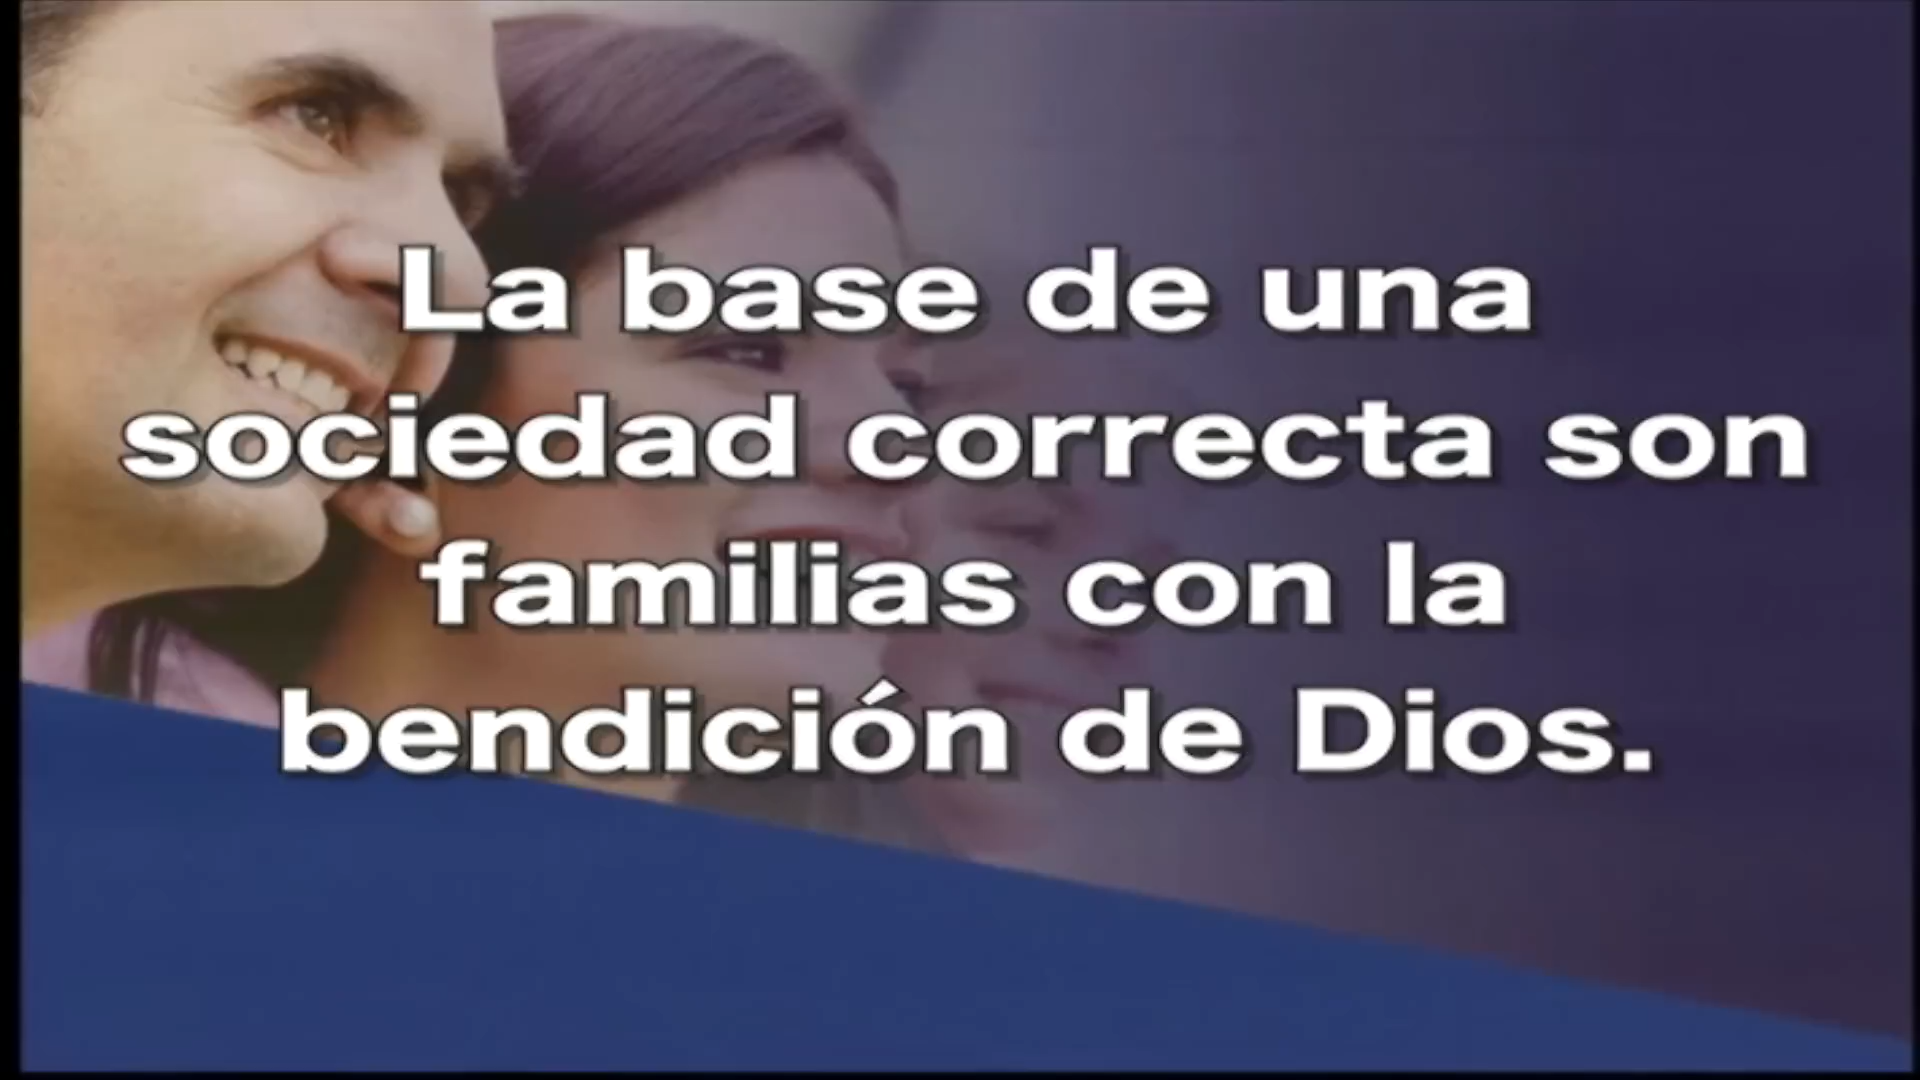 La base de una
sociedad correcta son
familias con la
bendición de Dios.